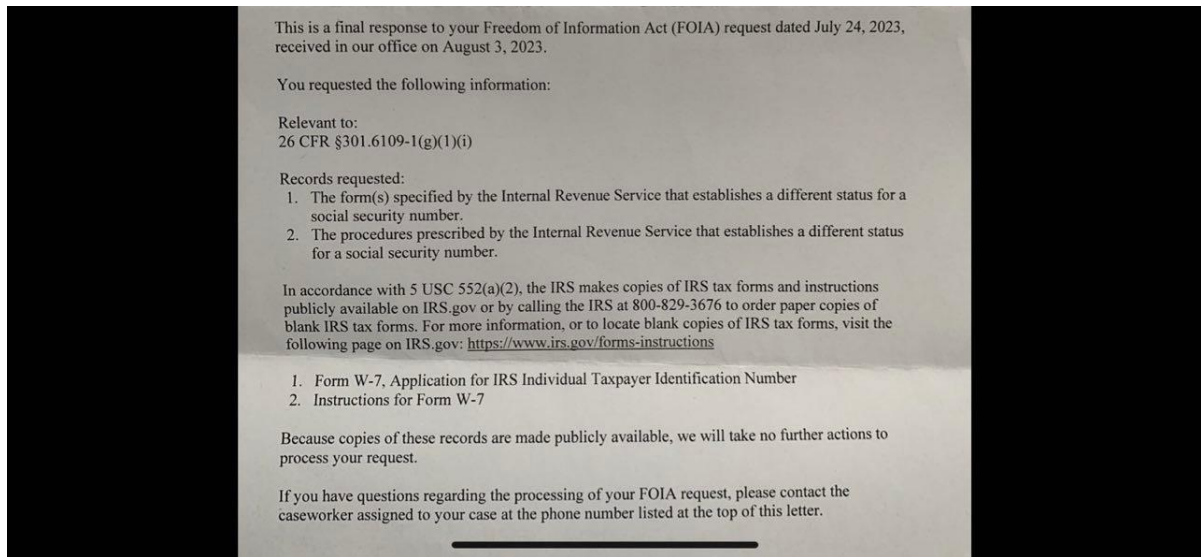 This is a final response to your Freedom of Information Act (FOIA) request dated July 24, 2023,
received in our office on August 3, 2023.
You requested the following information:
Relevant to:
26 CFR §301.6109-1(g)(1)(i)
Records requested:
1. The form(s) specified by the Internal Revenue Service that establishes a different status for a
social security number.
2. The procedures prescribed by the Internal Revenue Service that establishes a different status
for a social security number.
In accordance with 5 USC 552(a)(2), the IRS makes copies of IRS tax forms and instructions
publicly available on IRS.gov or by calling the IRS at 800-829-3676 to order paper copies of
blank IRS tax forms. For more information, or to locate blank copies of IRS tax forms, visit the
following page on IRS.gov: https://www.irs.gov/forms-instructions
1. Form W-7, Application for IRS Individual Taxpayer Identification Number
2. Instructions for Form W-7
Because copies of these records are made publicly available, we will take no further actions to
process your request.
If you have questions regarding the processing of your FOIA request, please contact the
caseworker assigned to your case at the phone number listed at the top of this letter.